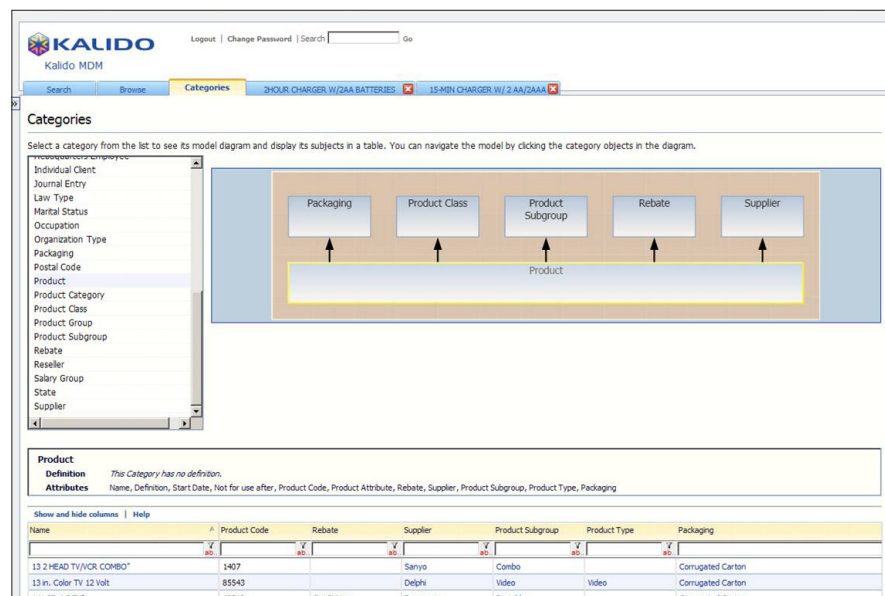 KALIDO
Kalido MDM
Logout | Change Password | Search Go
Search Browse Categories 2HOUR CHARGER W/2AA BATTERIES 15-MIN CHARGER W/ 2 AA/2AAA
Categories
Select a category from the list to see its model diagram and display its subjects in a table. You can navigate the model by clicking the category objects in the diagram.
Headquarters Employee
Individual Client
Journal Entry
Law Type
Marital Status
Occupation
Organization Type
Packaging
Postal Code
Product
Product Category
Product Class
Product Group
Product Subgroup
Rebate
Reseller
Salary Group
State
Supplier
Packaging Product Class Product Subgroup Rebate Supplier
Product
Product
Definition This Category has no definition.
Attributes Name, Definition, Start Date, Not for use after, Product Code, Product Attribute, Rebate, Supplier, Product Subgroup, Product Type, Packaging
Show and hide columns | Help
Name Product Code Rebate Supplier Product Subgroup Product Type Packaging
13 2 HEAD TV/VCR COMBO" 1407 Sanyo Combo Corrugated Carton
13 in. Color TV 12 Volt 85543 Delphi Video Video Corrugated Carton